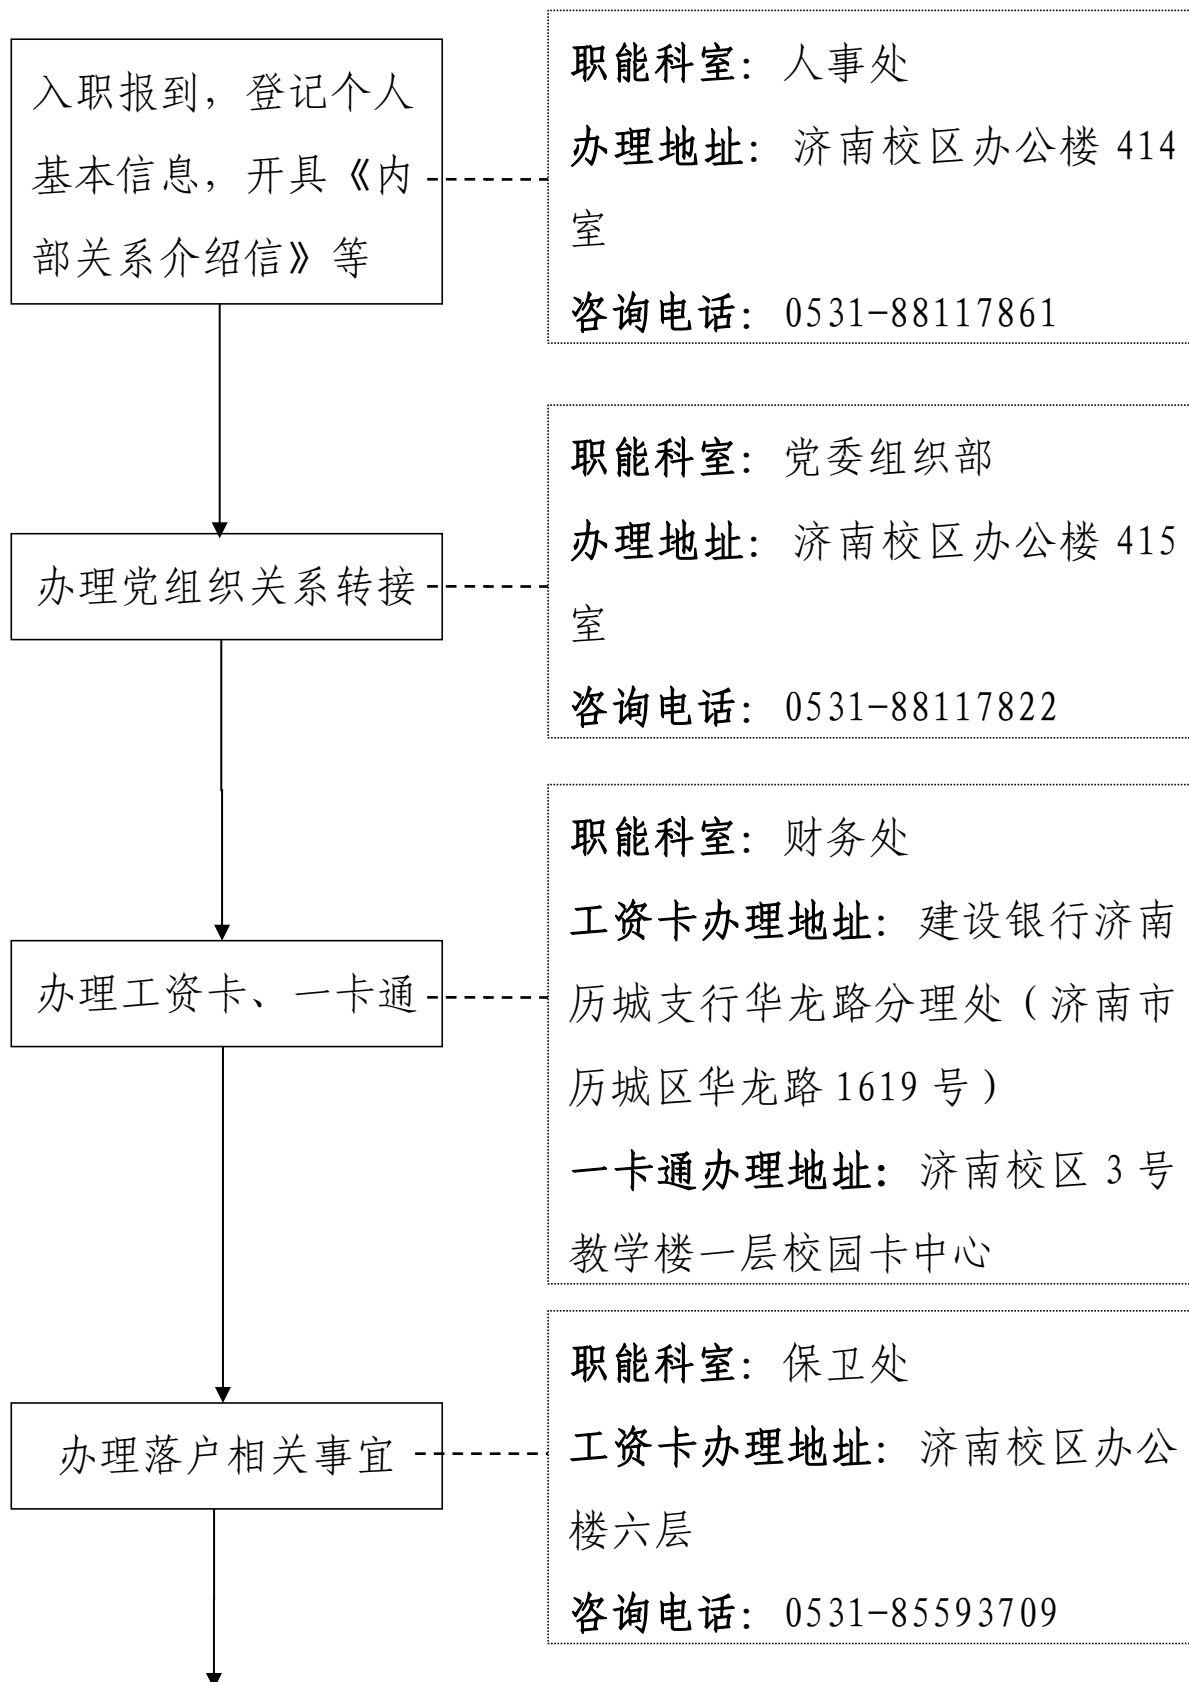 入职报到，登记个人
基本信息，开具《内
部关系介绍信》等
职能科室：人事处
办理地址：济南校区办公楼 414
室
咨询电话：0531-88117861
办理党组织关系转接
职能科室：党委组织部
办理地址：济南校区办公楼 415
室
咨询电话：0531-88117822
办理工资卡、一卡通
职能科室：财务处
工资卡办理地址：建设银行济南
历城支行华龙路分理处（济南市
历城区华龙路 1619 号）
一卡通办理地址：济南校区 3 号
教学楼一层校园卡中心
办理落户相关事宜
职能科室：保卫处
工资卡办理地址：济南校区办公
楼六层
咨询电话：0531-85593709